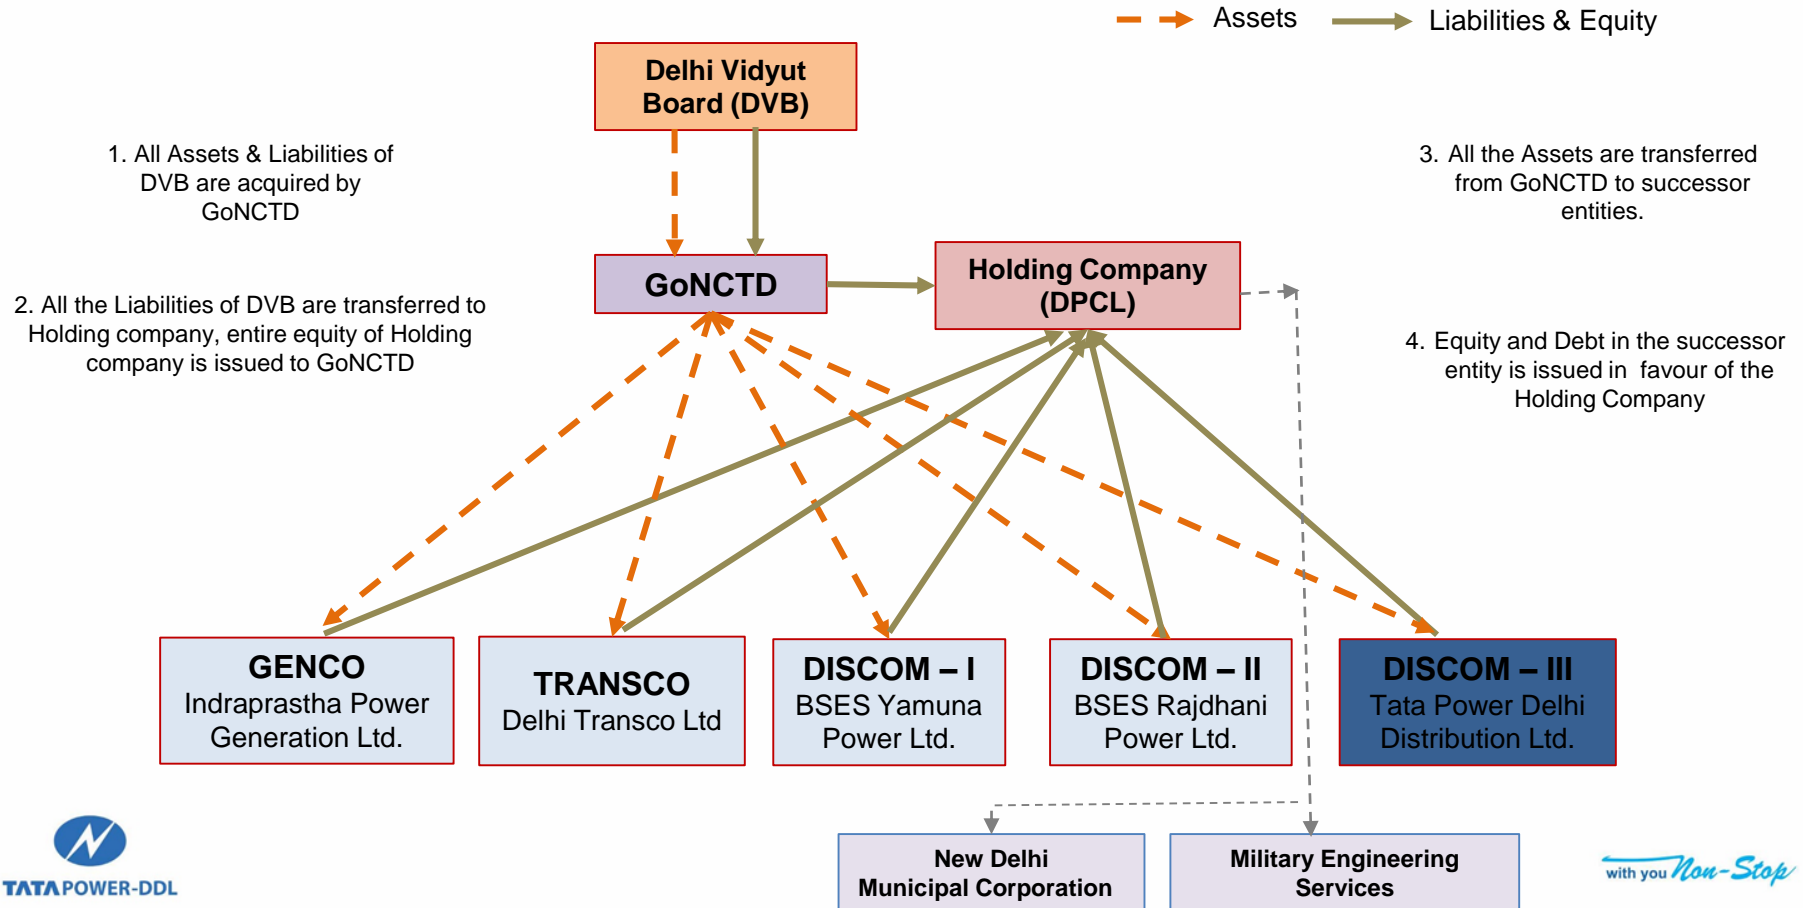 Assets
Liabilities & Equity
Delhi Vidyut
Board (DVB)
1. All Assets & Liabilities of
DVB are acquired by
GoNCTD
3. All the Assets are transferred
from GoNCTD to successor
entities.
GoNCTD
Holding Company
(DPCL)
2. All the Liabilities of DVB are transferred to
Holding company, entire equity of Holding
company is issued to GoNCTD
4. Equity and Debt in the successor
entity is issued in favour of the
Holding Company
GENCO
Indraprastha Power
Generation Ltd.
TRANSCO
Delhi Transco Ltd
DISCOM – I
BSES Yamuna
Power Ltd.
DISCOM – II
BSES Rajdhani
Power Ltd.
DISCOM – III
Tata Power Delhi
Distribution Ltd.
New Delhi
Municipal Corporation
Military Engineering
Services
TATA POWER-DDL
with you Non-Stop